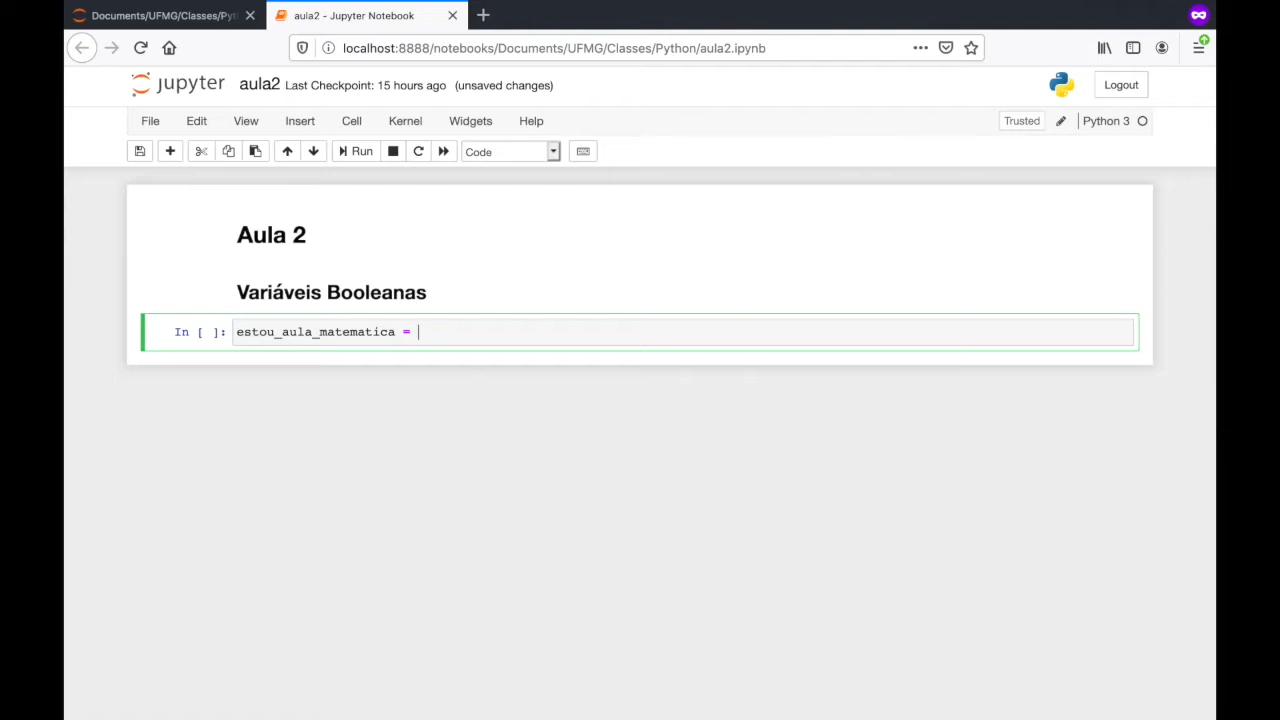 Documents/UFMG/Classes/Pyt
aula2 - Jupyter Notebook
localhost:8888/notebooks/Documents/UFMG/Classes/Python/aula2.ipynb
jupyter aula2 Last Checkpoint: 15 hours ago (unsaved changes)
Logout
File Edit View Insert Cell Kernel Widgets Help
Trusted
Python 3
Run
Code
Aula 2
Variáveis Booleanas
In [ ]: estou_aula_matematica =